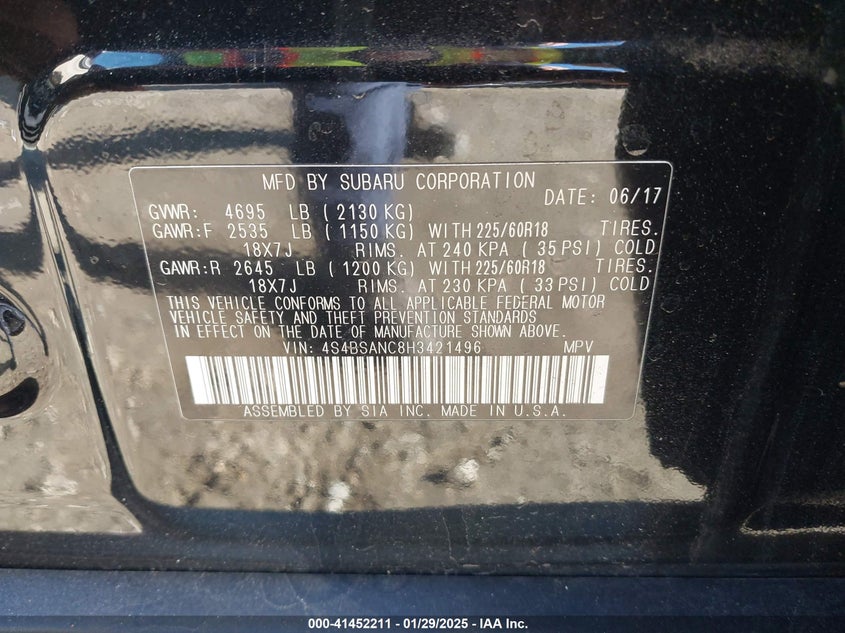 MFD BY SUBARU CORPORATION DATE: 06/17
GVWR: 4695 LB ( 2130 KG)
GAWR:F 2535 LB ( 1150 KG) WITH 225/60R18 TIRES.
18X7J RIMS. AT 240 KPA ( 35 PSI) COLD
GAWR:R 2645 LB ( 1200 KG) WITH 225/60R18 TIRES.
18X7J RIMS. AT 230 KPA ( 33 PSI) COLD
THIS VEHICLE CONFORMS TO ALL APPLICABLE FEDERAL MOTOR
VEHICLE SAFETY AND THEFT PREVENTION STANDARDS
IN EFFECT ON THE DATE OF MANUFACTURE SHOWN ABOVE.
VIN: 4S4BSANC8H3421496 MPV
ASSEMBLED BY SIA INC. MADE IN U.S.A.
000-41452211 - 01/29/2025 - IAA Inc.